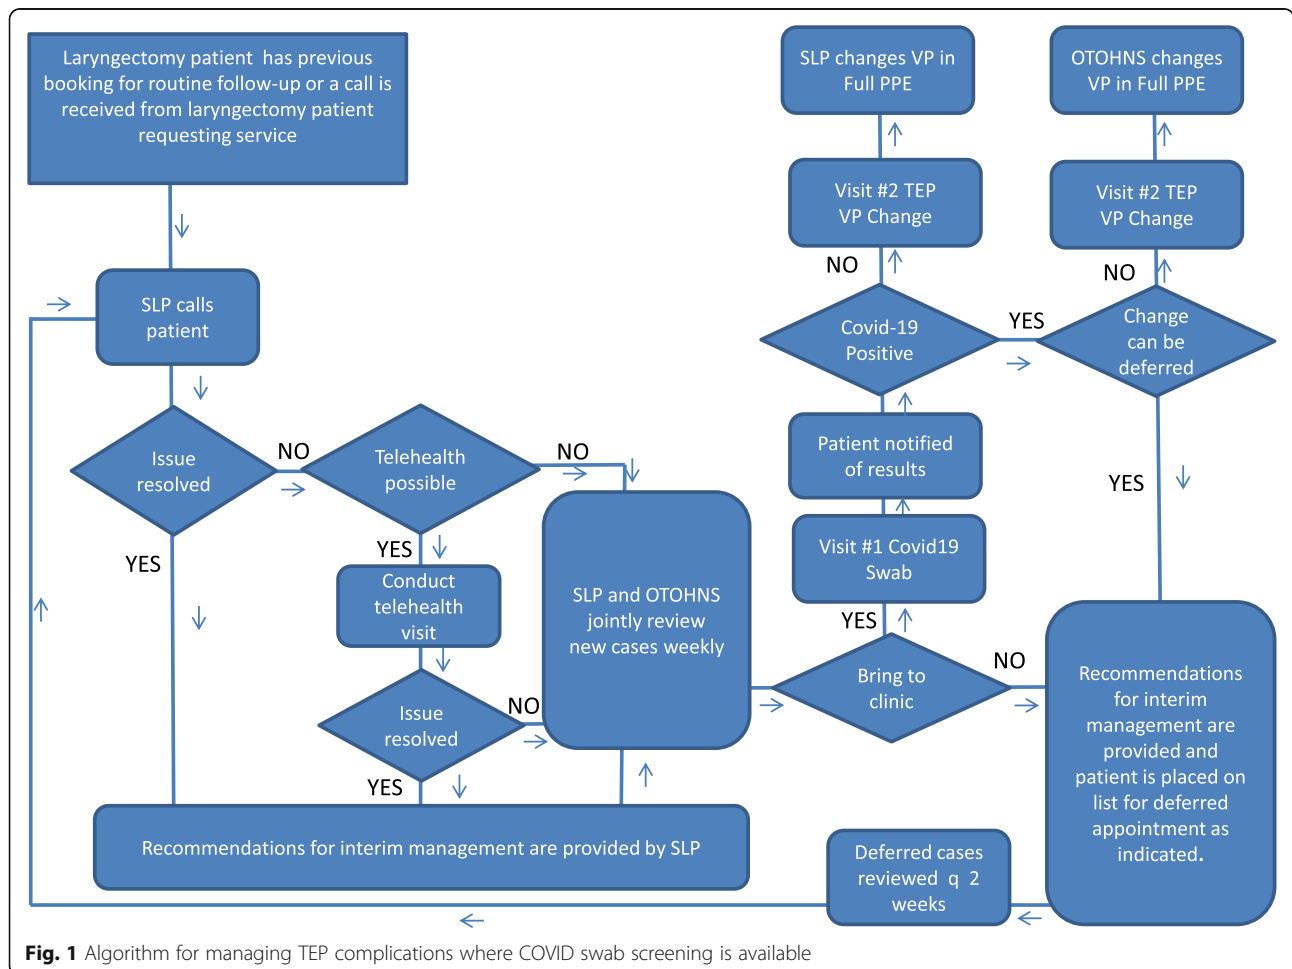 Laryngectomy patient has previous
booking for routine follow-up or a call is
received from laryngectomy patient
requesting service
SLP calls
patient
Issue
resolved
NO
YES
Telehealth
possible
NO
YES
Conduct
telehealth
visit
Issue
resolved
NO
YES
Recommendations for interim management are provided by SLP
SLP and OTOHNS
jointly review
new cases weekly
Bring to
clinic
YES
NO
Visit #1 Covid19
Swab
Patient notified
of results
Covid-19
Positive
NO
YES
Visit #2 TEP
VP Change
SLP changes VP in
Full PPE
Change
can be
deferred
NO
YES
Visit #2 TEP
VP Change
OTOHNS changes
VP in Full PPE
Recommendations
for interim
management are
provided and
patient is placed on
list for deferred
appointment as
indicated.
Deferred cases
reviewed q 2
weeks
Fig. 1 Algorithm for managing TEP complications where COVID swab screening is available